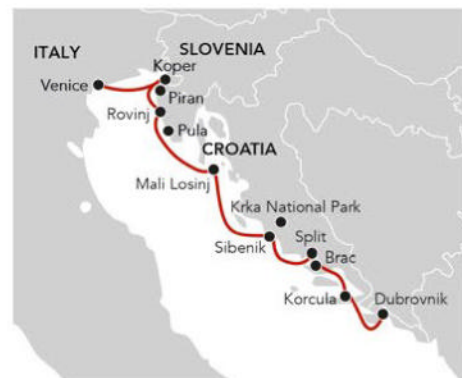 ITALY
SLOVENIA
Koper
Venice
Piran
Rovinj
Pula
CROATIA
Mali Losinj
Krka National Park
Split
Sibenik
Brac
Korcula
Dubrovnik